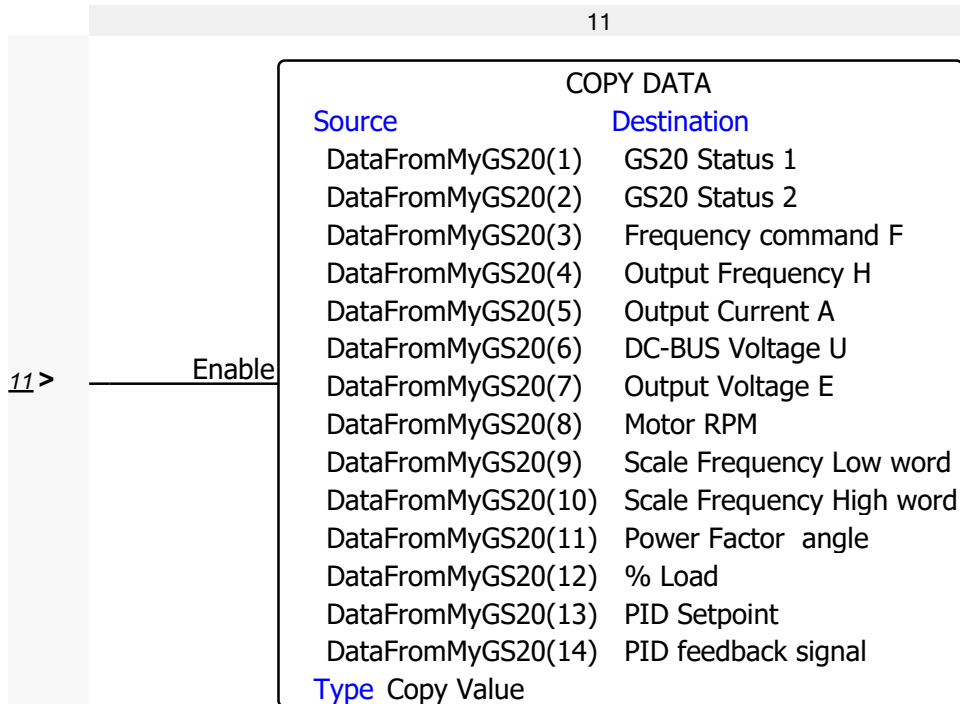 11
COPY DATA
Source Destination
DataFromMyGS20(1) GS20 Status 1
DataFromMyGS20(2) GS20 Status 2
DataFromMyGS20(3) Frequency command F
DataFromMyGS20(4) Output Frequency H
DataFromMyGS20(5) Output Current A
DataFromMyGS20(6) DC-BUS Voltage U
11> Enable DataFromMyGS20(7) Output Voltage E
DataFromMyGS20(8) Motor RPM
DataFromMyGS20(9) Scale Frequency Low word
DataFromMyGS20(10) Scale Frequency High word
DataFromMyGS20(11) Power Factor angle
DataFromMyGS20(12) % Load
DataFromMyGS20(13) PID Setpoint
DataFromMyGS20(14) PID feedback signal
Type Copy Value